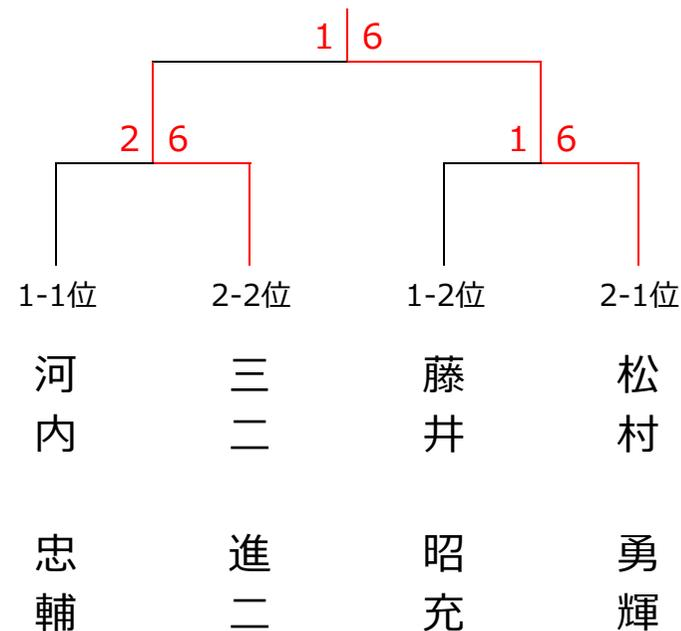 1 6
2 6
1 6
1-1位
2-2位
1-2位
2-1位
河内 忠輔
三二 進二
藤井 昭充
松村 勇輝